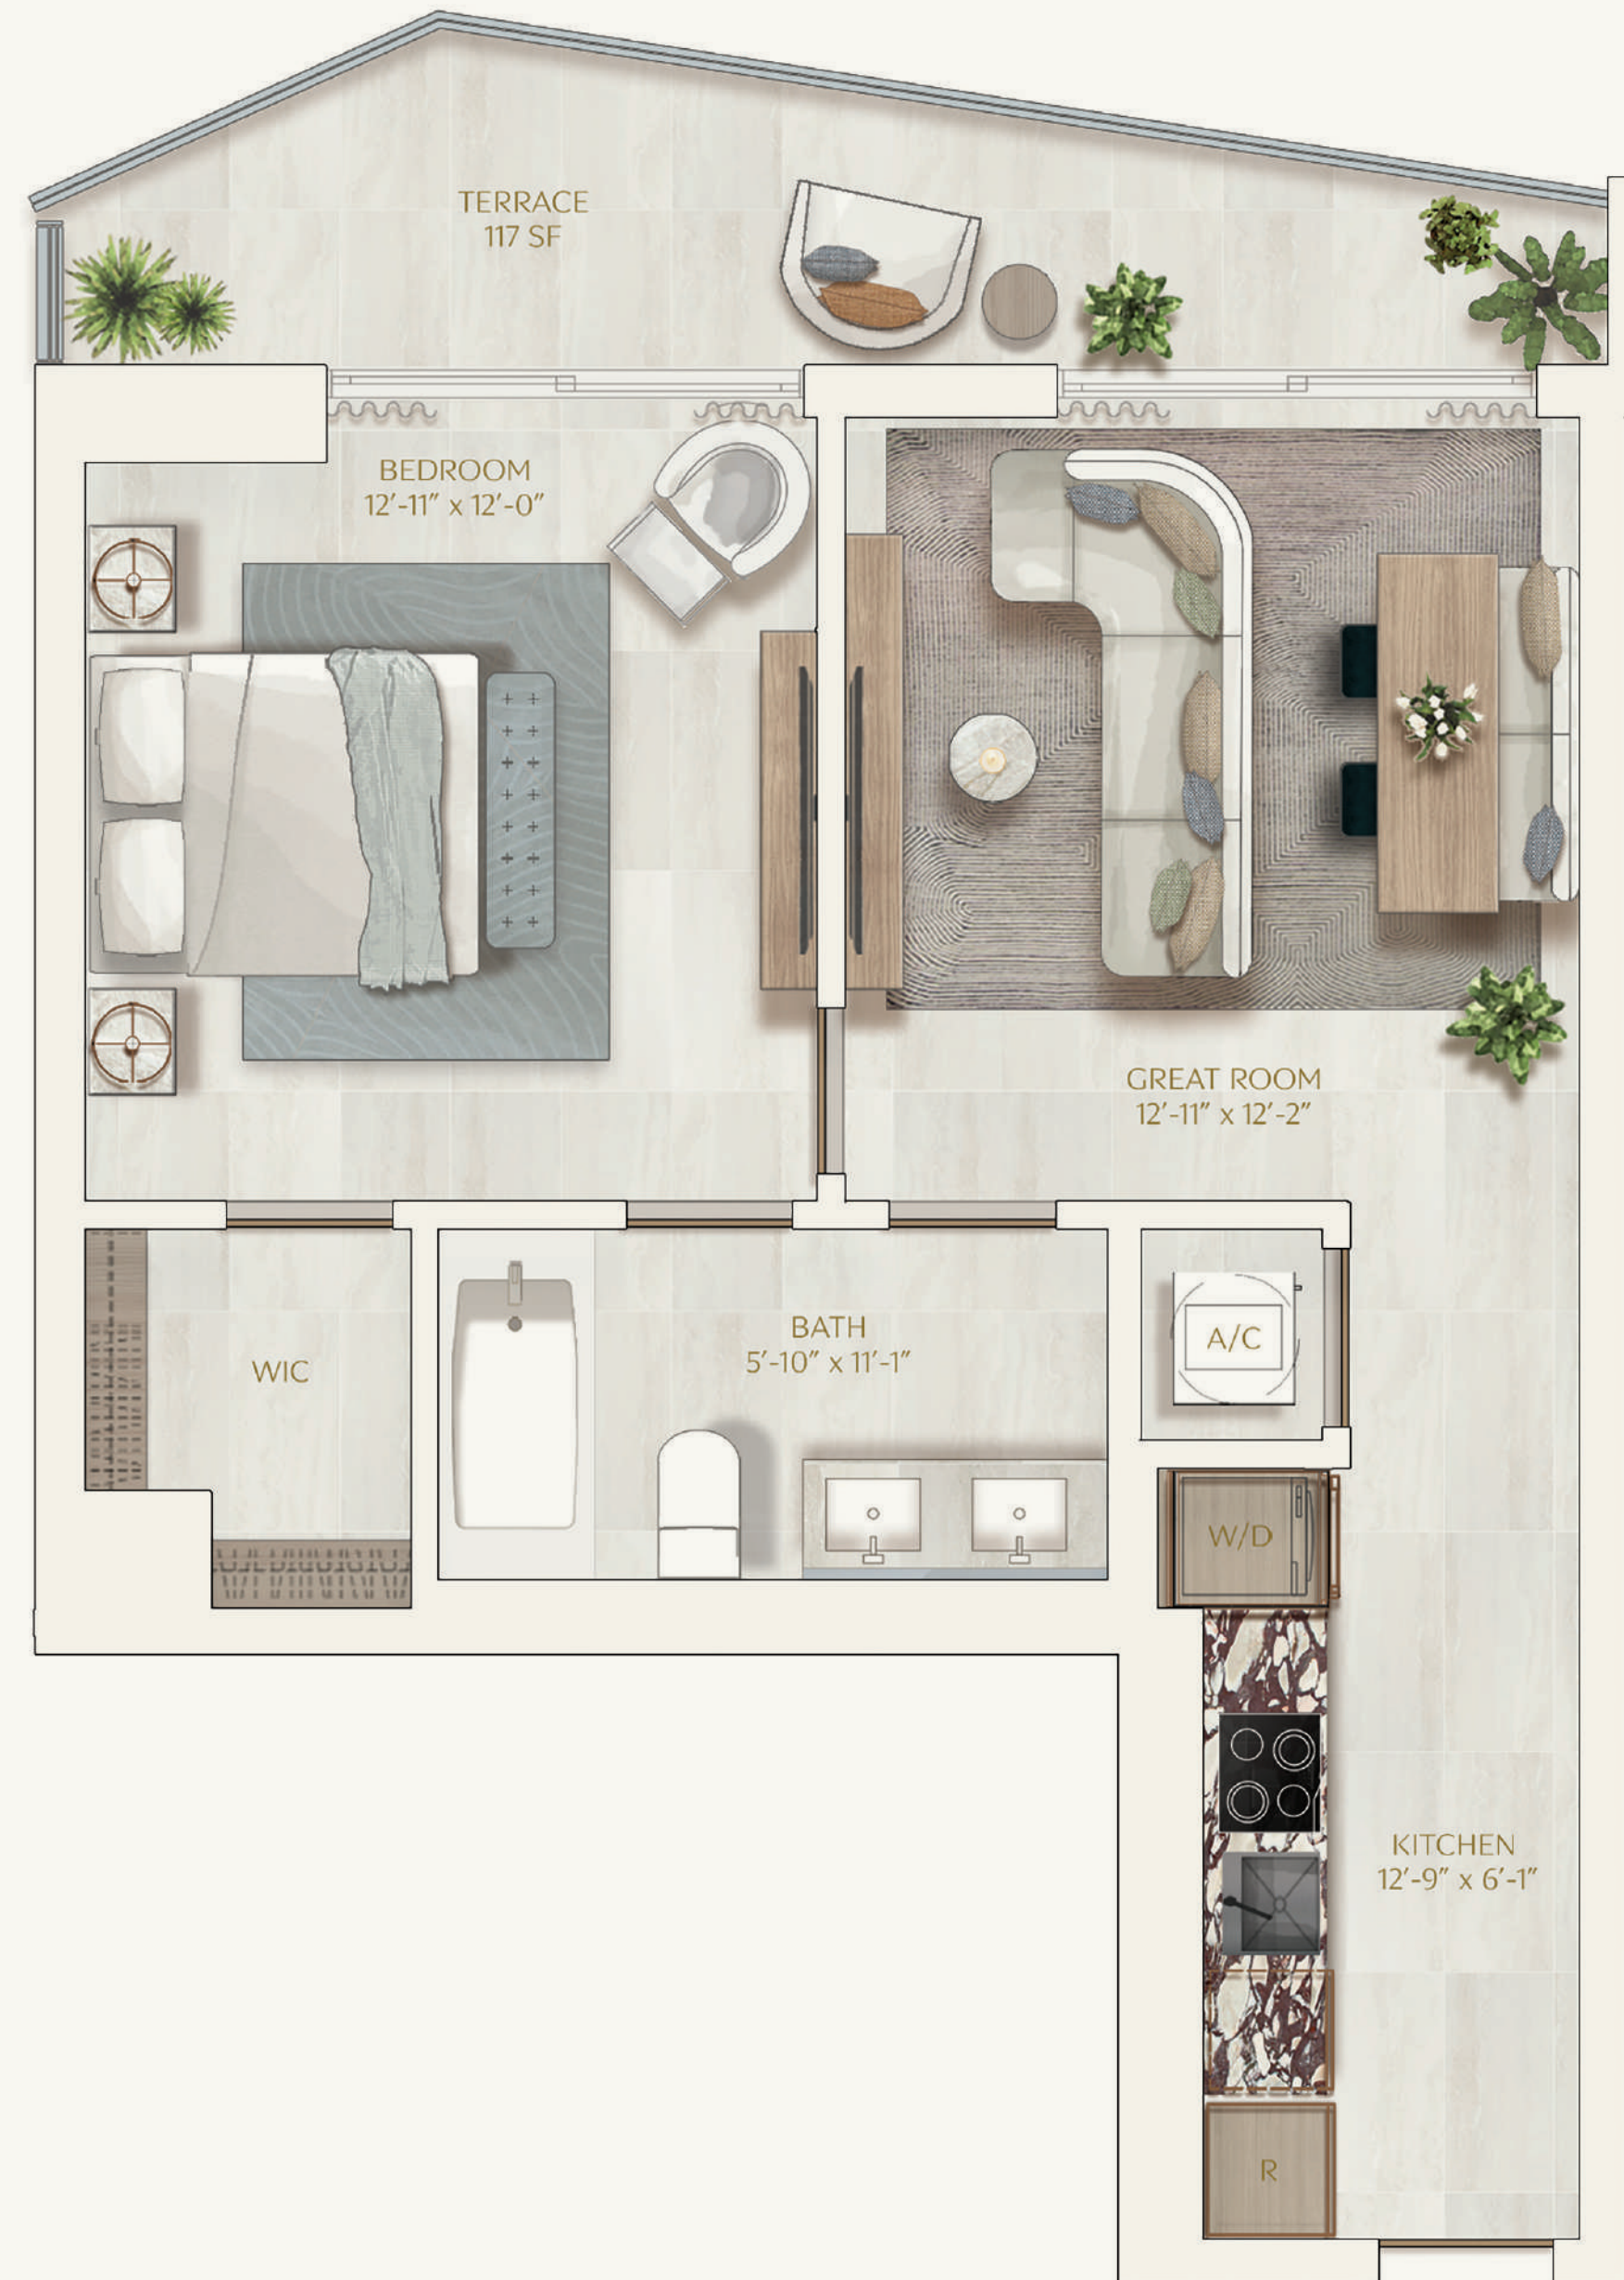 TERRACE
117 SF
BEDROOM
12′-11″ x 12′-0″
GREAT ROOM
12′-11″ x 12′-2″
BATH
5′-10″ x 11′-1″
A/C
WIC
W/D
KITCHEN
12′-9″ x 6′-1″
R